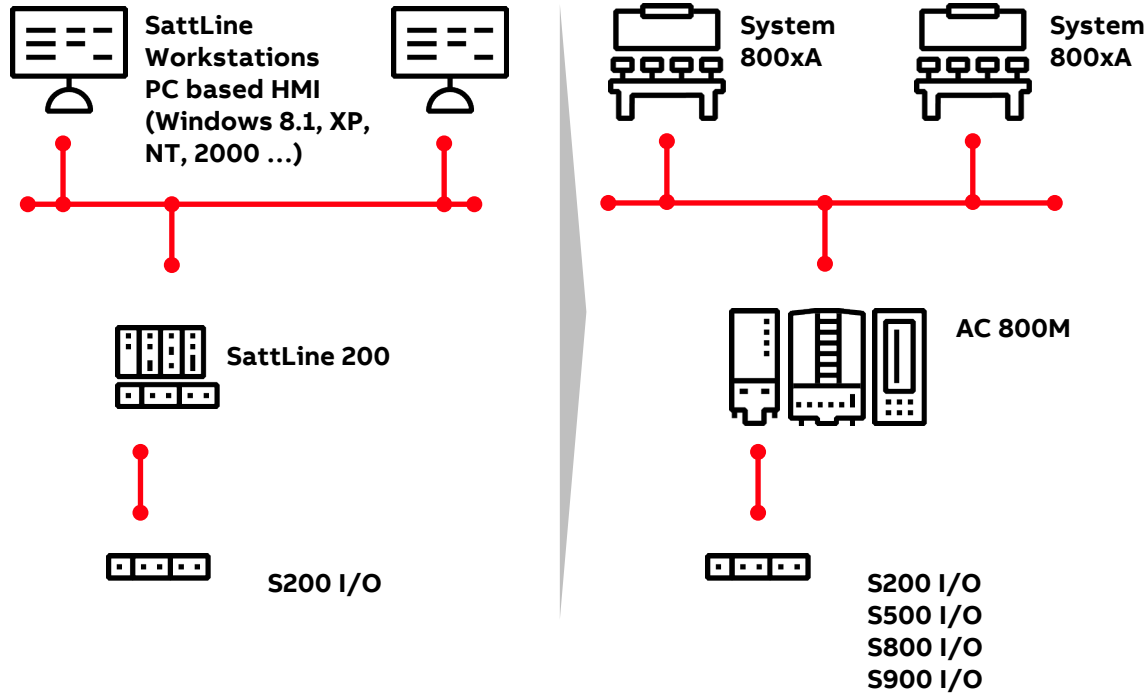 SattLine
Workstations
PC based HMI
(Windows 8.1, XP,
NT, 2000 ...)
SattLine 200
S200 I/O
System
800xA
System
800xA
AC 800M
S200 I/O
S500 I/O
S800 I/O
S900 I/O